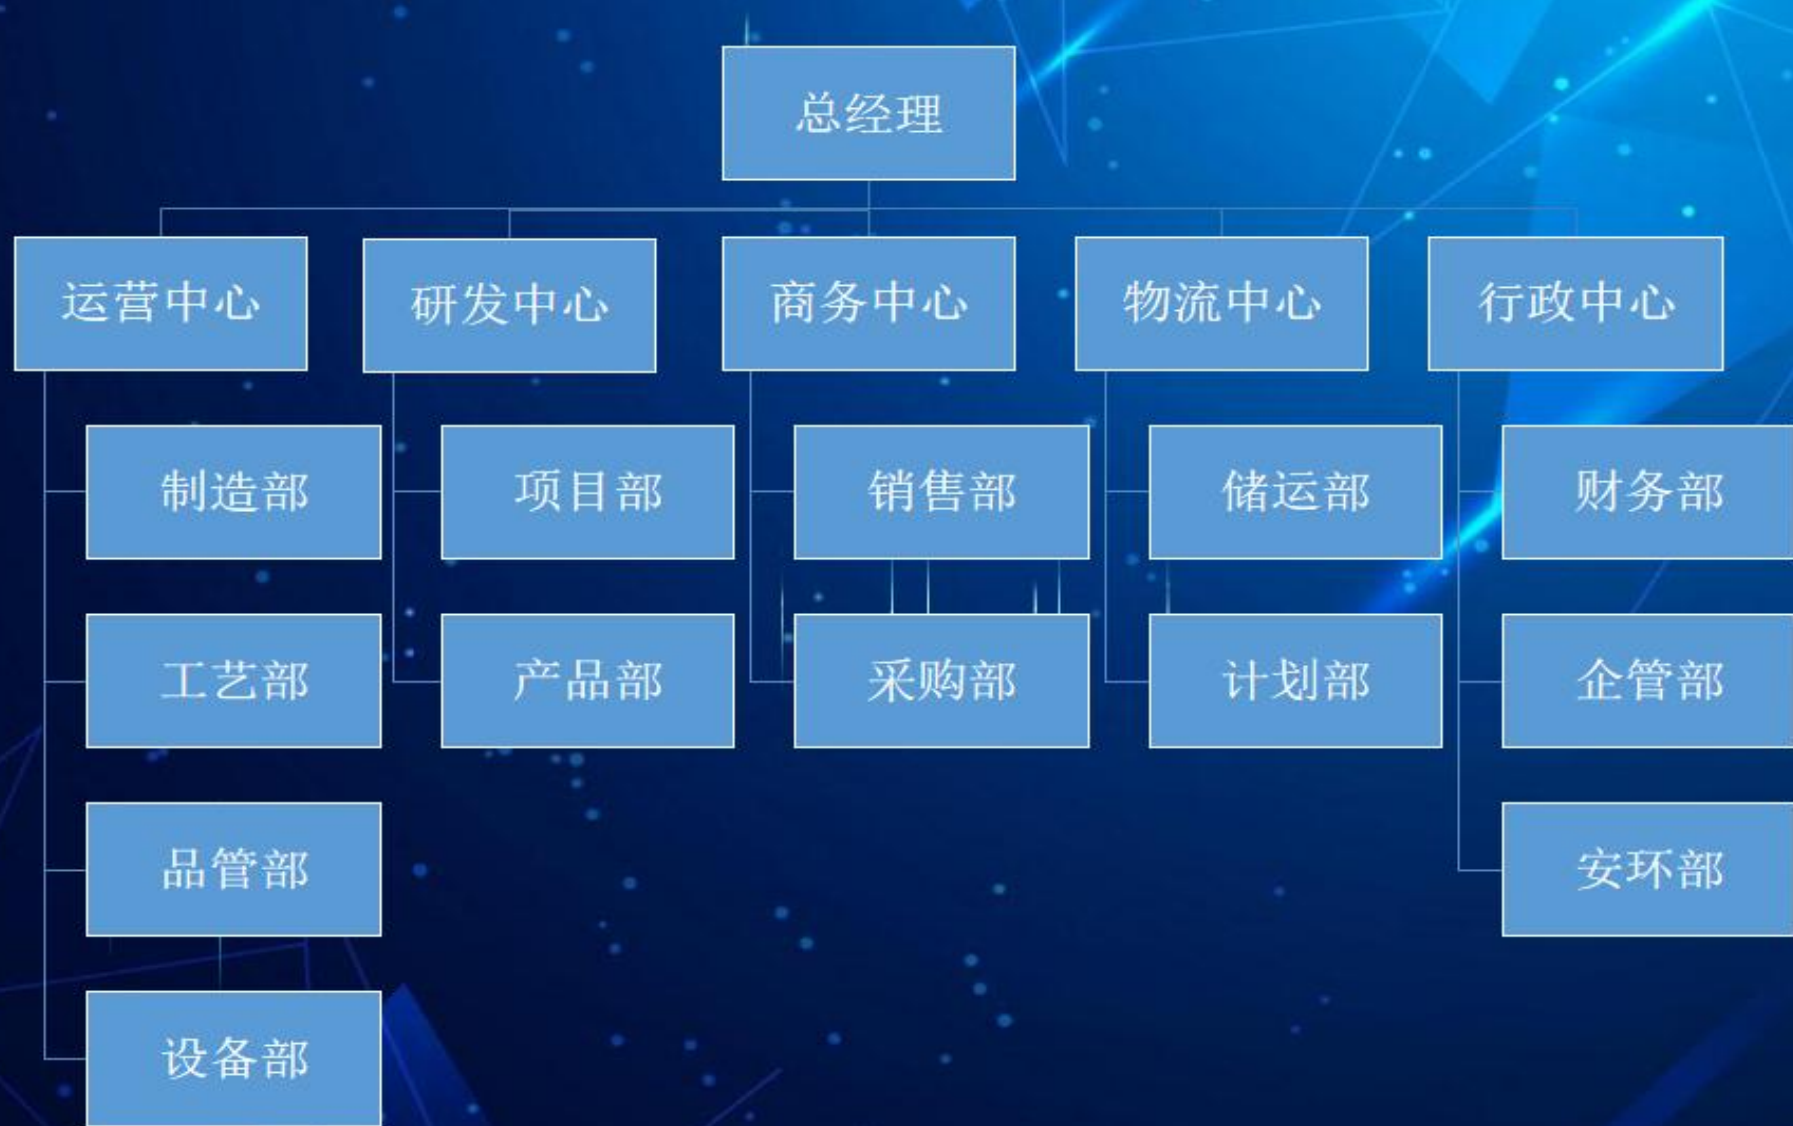 总经理
运营中心
研发中心
商务中心
物流中心
行政中心
制造部
项目部
销售部
储运部
财务部
工艺部
产品部
采购部
计划部
企管部
品管部
安环部
设备部